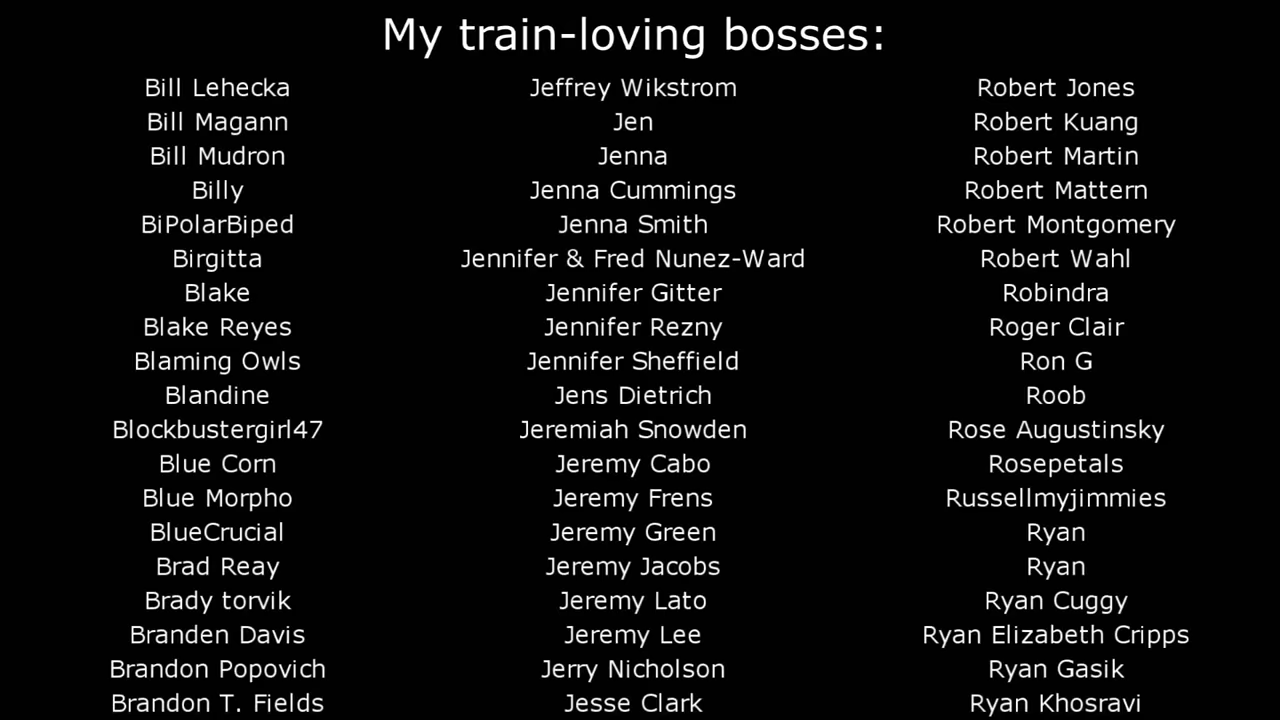 My train-loving bosses:
Bill Lehecka
Bill Magann
Bill Mudron
Billy
BiPolarBiped
Birgitta
Blake
Blake Reyes
Blaming Owls
Blandine
Blockbustergirl47
Blue Corn
Blue Morpho
BlueCrucial
Brad Reay
Brady torvik
Branden Davis
Brandon Popovich
Brandon T. Fields
Jeffrey Wikstrom
Jen
Jenna
Jenna Cummings
Jenna Smith
Jennifer & Fred Nunez-Ward
Jennifer Gitter
Jennifer Rezny
Jennifer Sheffield
Jens Dietrich
Jeremiah Snowden
Jeremy Cabo
Jeremy Frens
Jeremy Green
Jeremy Jacobs
Jeremy Lato
Jeremy Lee
Jerry Nicholson
Jesse Clark
Robert Jones
Robert Kuang
Robert Martin
Robert Mattern
Robert Montgomery
Robert Wahl
Robindra
Roger Clair
Ron G
Roob
Rose Augustinsky
Rosepetals
Russellmyjimmies
Ryan
Ryan
Ryan Cuggy
Ryan Elizabeth Cripps
Ryan Gasik
Ryan Khosravi